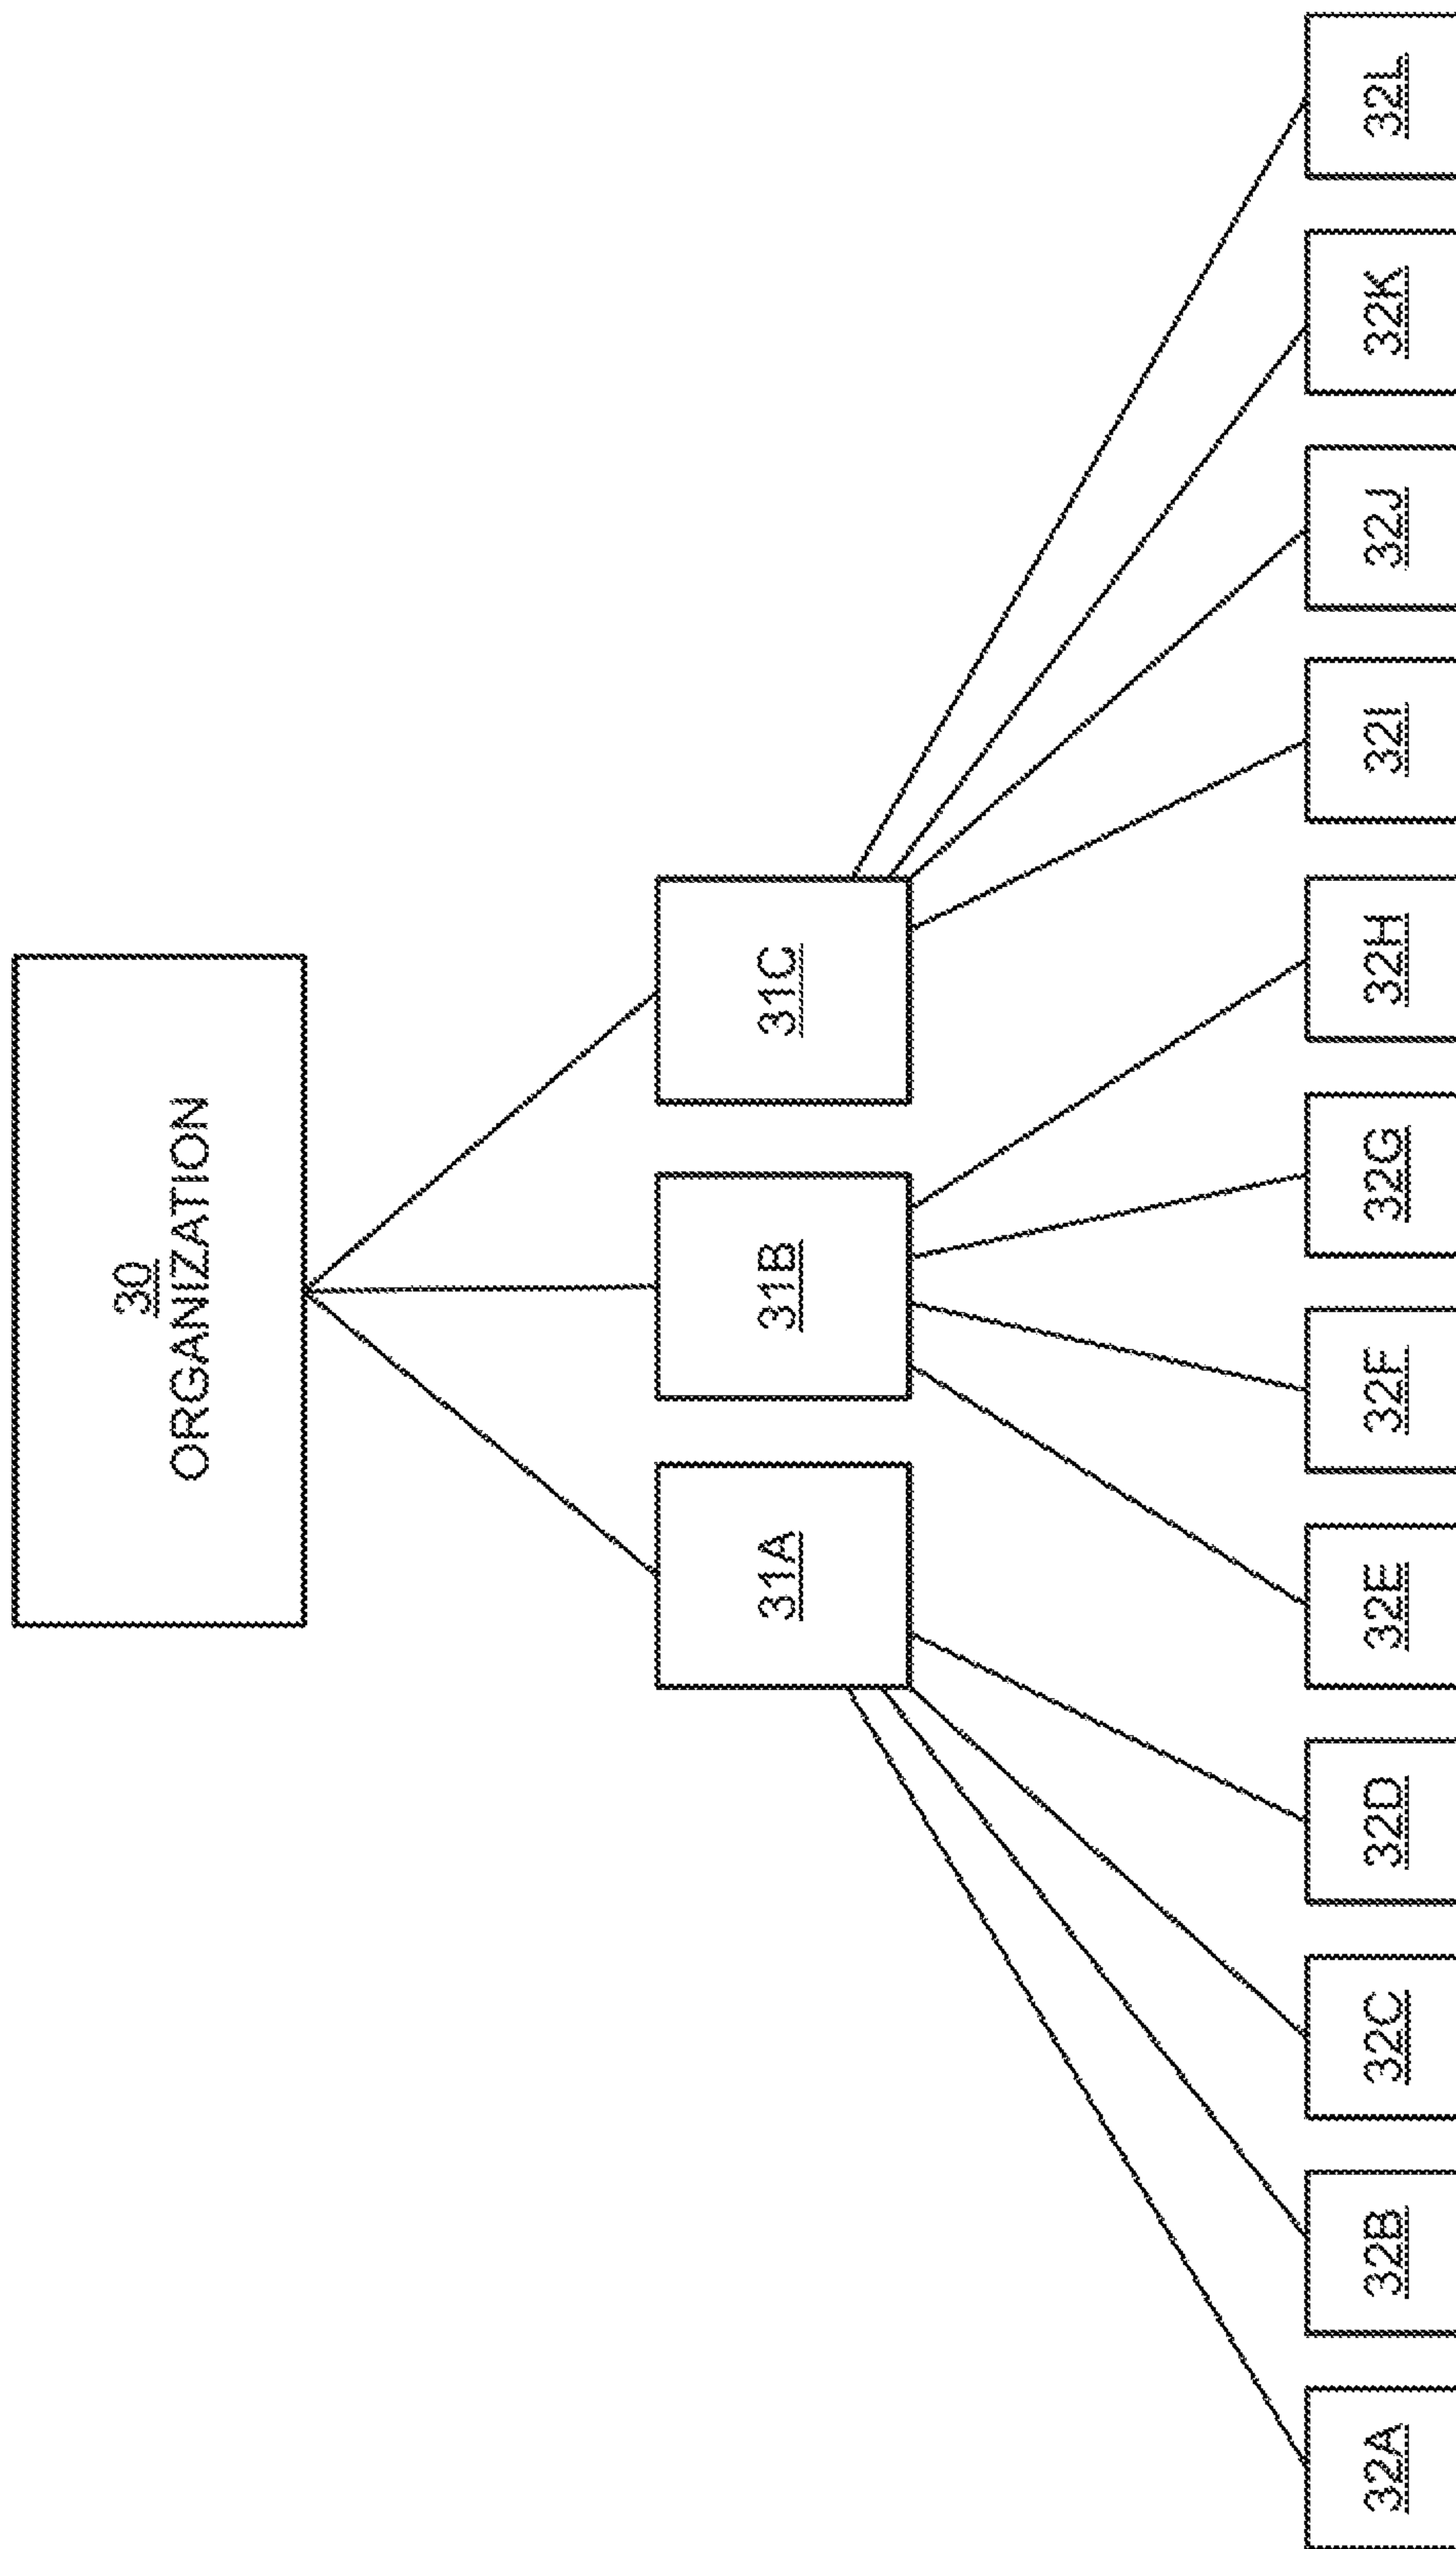 30
ORGANIZATION
31A
31B
31C
32A
32B
32C
32D
32E
32F
32G
32H
32I
32J
32K
32L